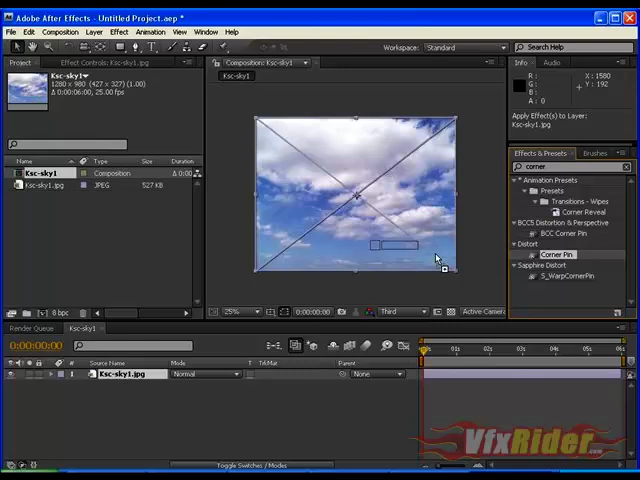 Adobe After Effects - Untitled Project.aep *
File Edit Composition Layer Effect Animation View Window Help
Workspace: Standard Search Help
Project Effect Controls: Ksc-sky1.jpg Composition: Ksc-sky1 Info
Ksc-sky1
1280 x 980 (427 x 327) (1.00)
Δ 0:00:06:00, 25.00 fps
Ksc-sky1
R :
G :
B :
A : 0
X : 1580
Y : 192
Apply Effect(s) to Layer:
Ksc-sky1.jpg
Effects & Presets Brushes
corner
* Animation Presets
Presets
Transitions - Wipes
Corner Reveal
BCC5 Distortion & Perspective
BCC Corner Pin
Distort
Corner Pin
Sapphire Distort
S_WarpCornerPin
Name Type Size Duration
Ksc-sky1 Composition Δ 0:00
Ksc-sky1.jpg JPEG 527 KB
8 bpc
25% 0:00:00:00 Third Active Camera
Render Queue Ksc-sky1
0:00:00:00
# Source Name Mode T TrkMat Parent
01s 02s 03s 04s 05s 06s
1 Ksc-sky1.jpg Normal None
Toggle Switches / Modes
VfxRider.com